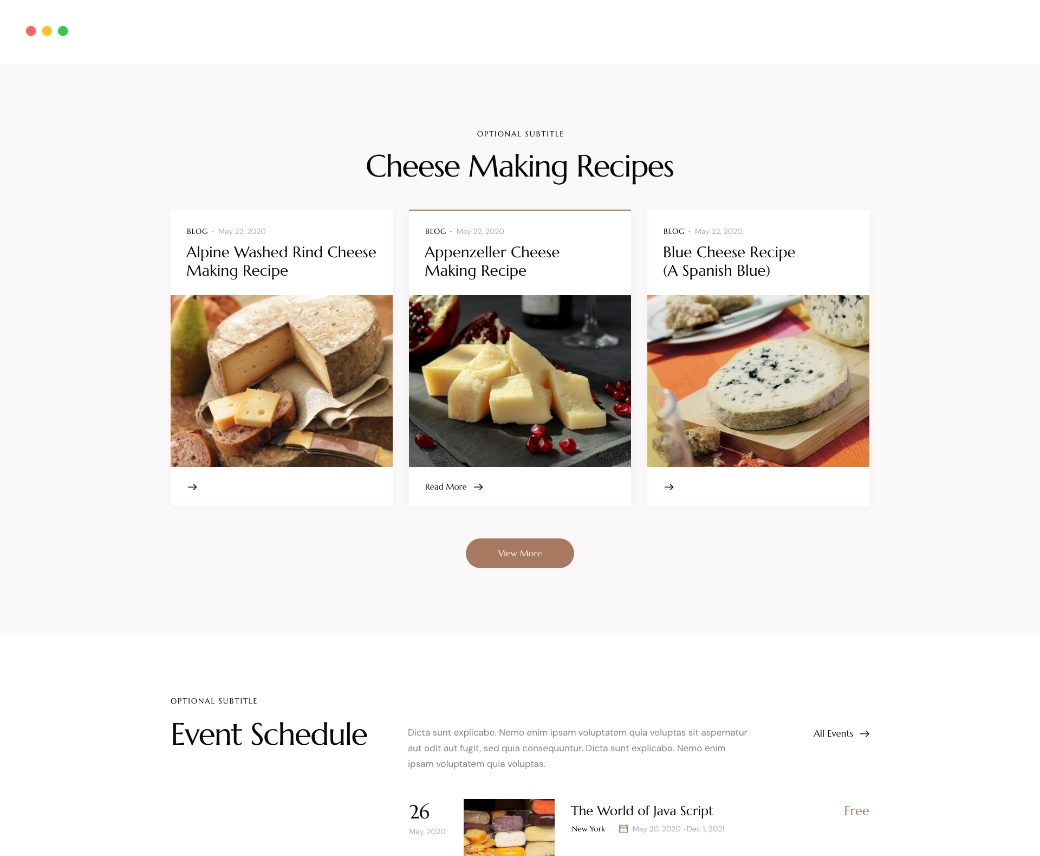 OPTIONAL SUBTITLE
Cheese Making Recipes
BLOG • May 22, 2020
Alpine Washed Rind Cheese
Making Recipe
BLOG • May 22, 2020
Appenzeller Cheese
Making Recipe
Read More
BLOG • May 22, 2020
Blue Cheese Recipe
(A Spanish Blue)
View More
OPTIONAL SUBTITLE
Event Schedule
Dicta sunt explicabo. Nemo enim ipsam voluptatem quia voluptas sit aspernatur
aut odit aut fugit, sed quia consequuntur. Dicta sunt explicabo. Nemo enim
ipsam voluptatem quia voluptas.
All Events
26
May, 2020
The World of Java Script
New York
May 20, 2020 -Dec 1, 2021
Free